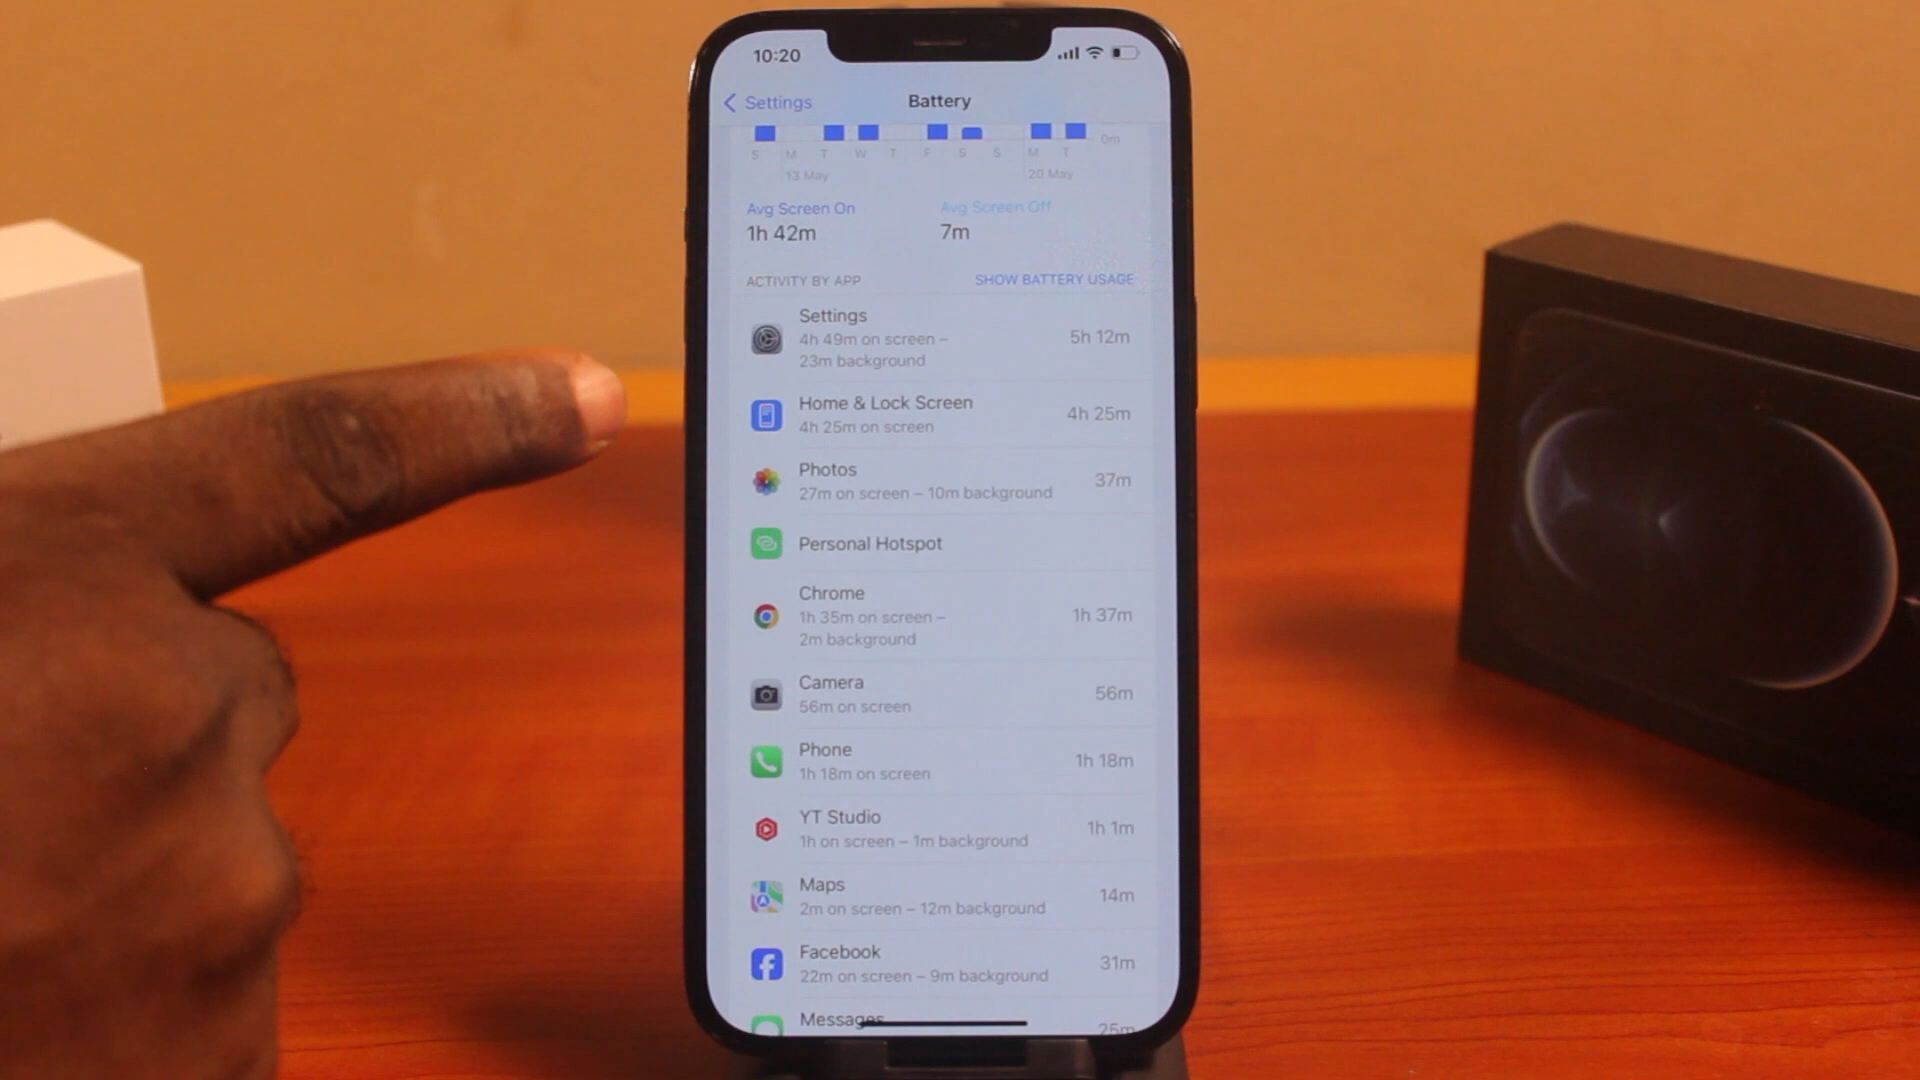 10:20
Settings
Battery
0m
S M T W T F S S M T
13 May 20 May
Avg Screen On Avg Screen Off
1h 42m 7m
ACTIVITY BY APP SHOW BATTERY USAGE
Settings
4h 49m on screen –
23m background
5h 12m
Home & Lock Screen
4h 25m on screen
4h 25m
Photos
27m on screen – 10m background
37m
Personal Hotspot
Chrome
1h 35m on screen –
2m background
1h 37m
Camera
56m on screen
56m
Phone
1h 18m on screen
1h 18m
YT Studio
1h on screen – 1m background
1h 1m
Maps
2m on screen – 12m background
14m
Facebook
22m on screen – 9m background
31m
Messages
25m